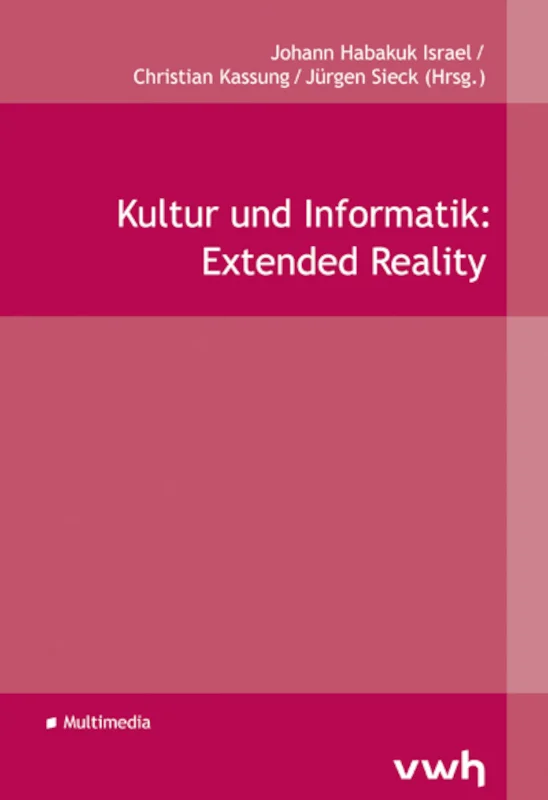 Johann Habakuk Israel /
Christian Kassung / Jürgen Sieck (Hrsg.)
Kultur und Informatik:
Extended Reality
Multimedia
vwh